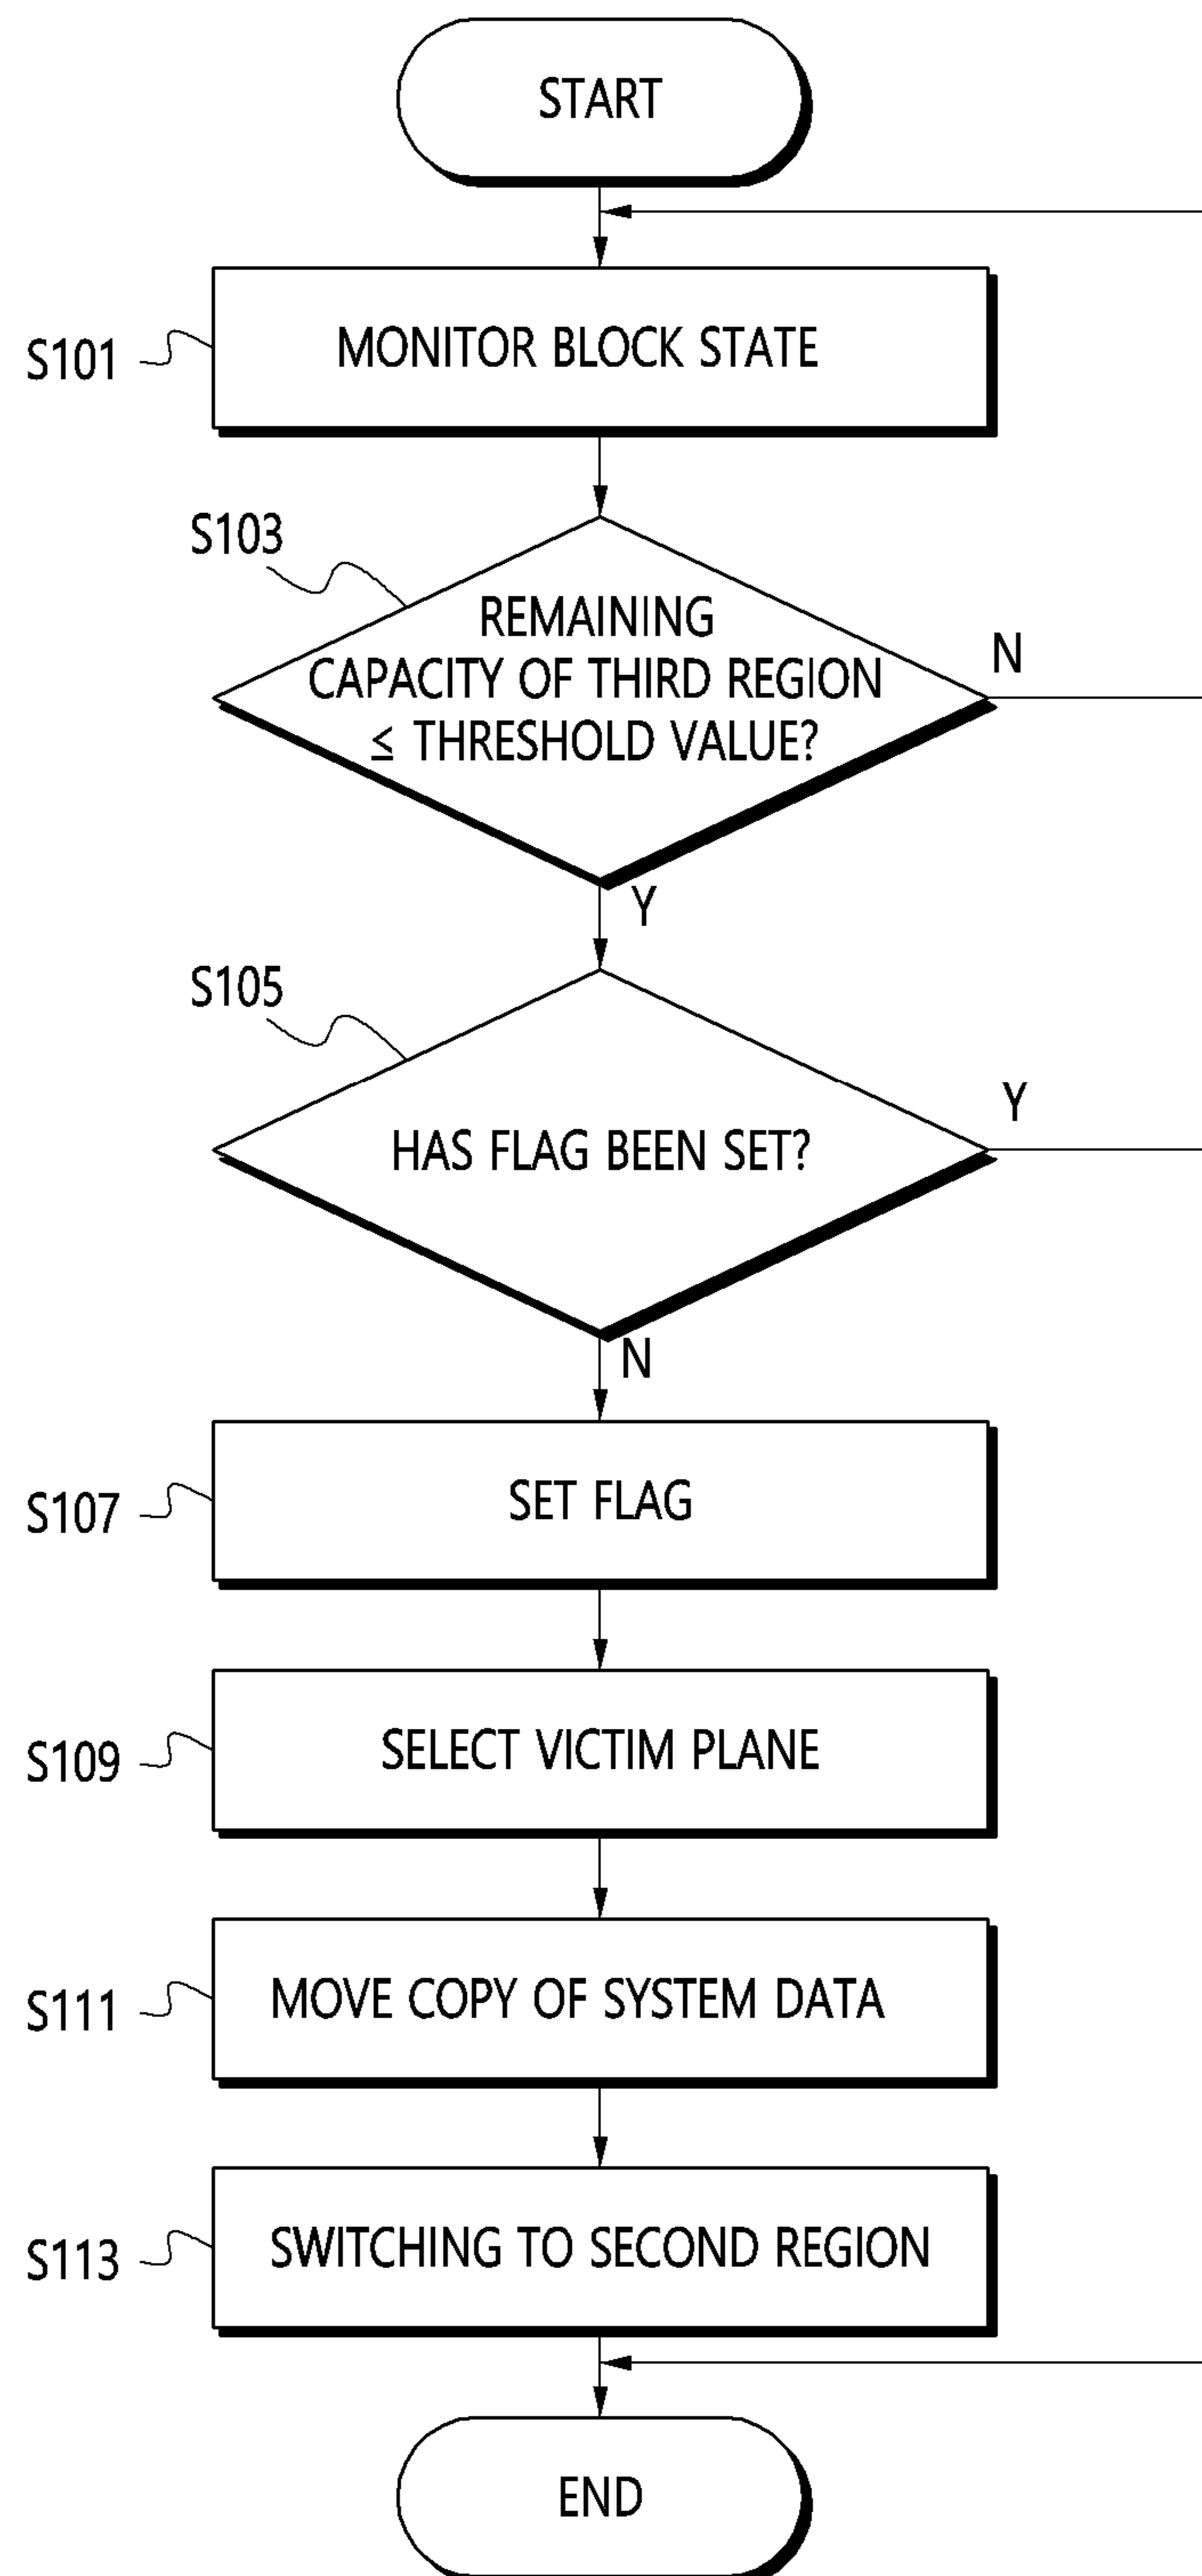 START
S101
MONITOR BLOCK STATE
S103
REMAINING
CAPACITY OF THIRD REGION
≤ THRESHOLD VALUE?
N
Y
S105
HAS FLAG BEEN SET?
Y
N
S107
SET FLAG
S109
SELECT VICTIM PLANE
S111
MOVE COPY OF SYSTEM DATA
S113
SWITCHING TO SECOND REGION
END